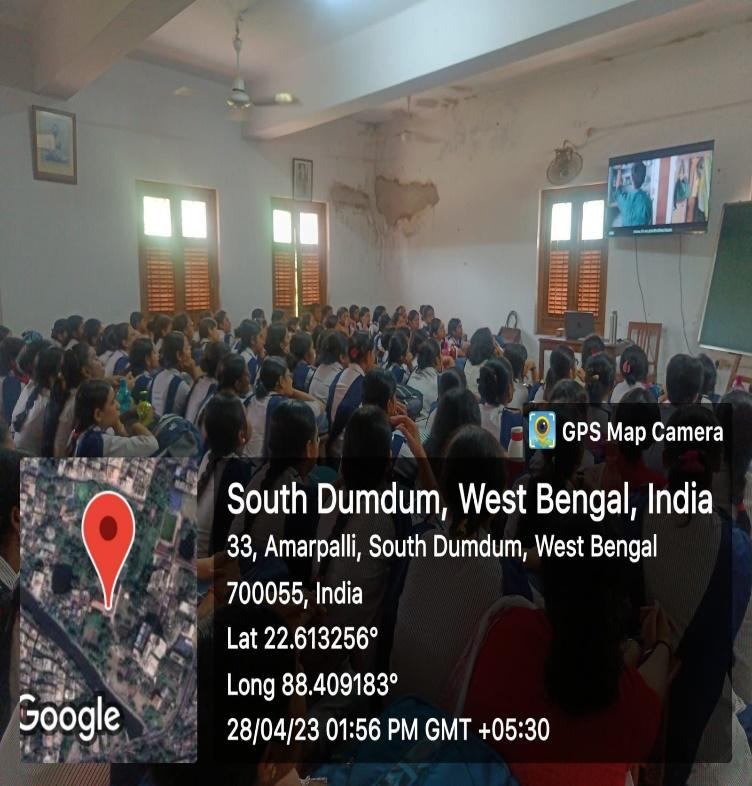 GPS Map Camera
South Dumdum, West Bengal, India
33, Amarpalli, South Dumdum, West Bengal
700055, India
Lat 22.613256°
Long 88.409183°
28/04/23 01:56 PM GMT +05:30
Google